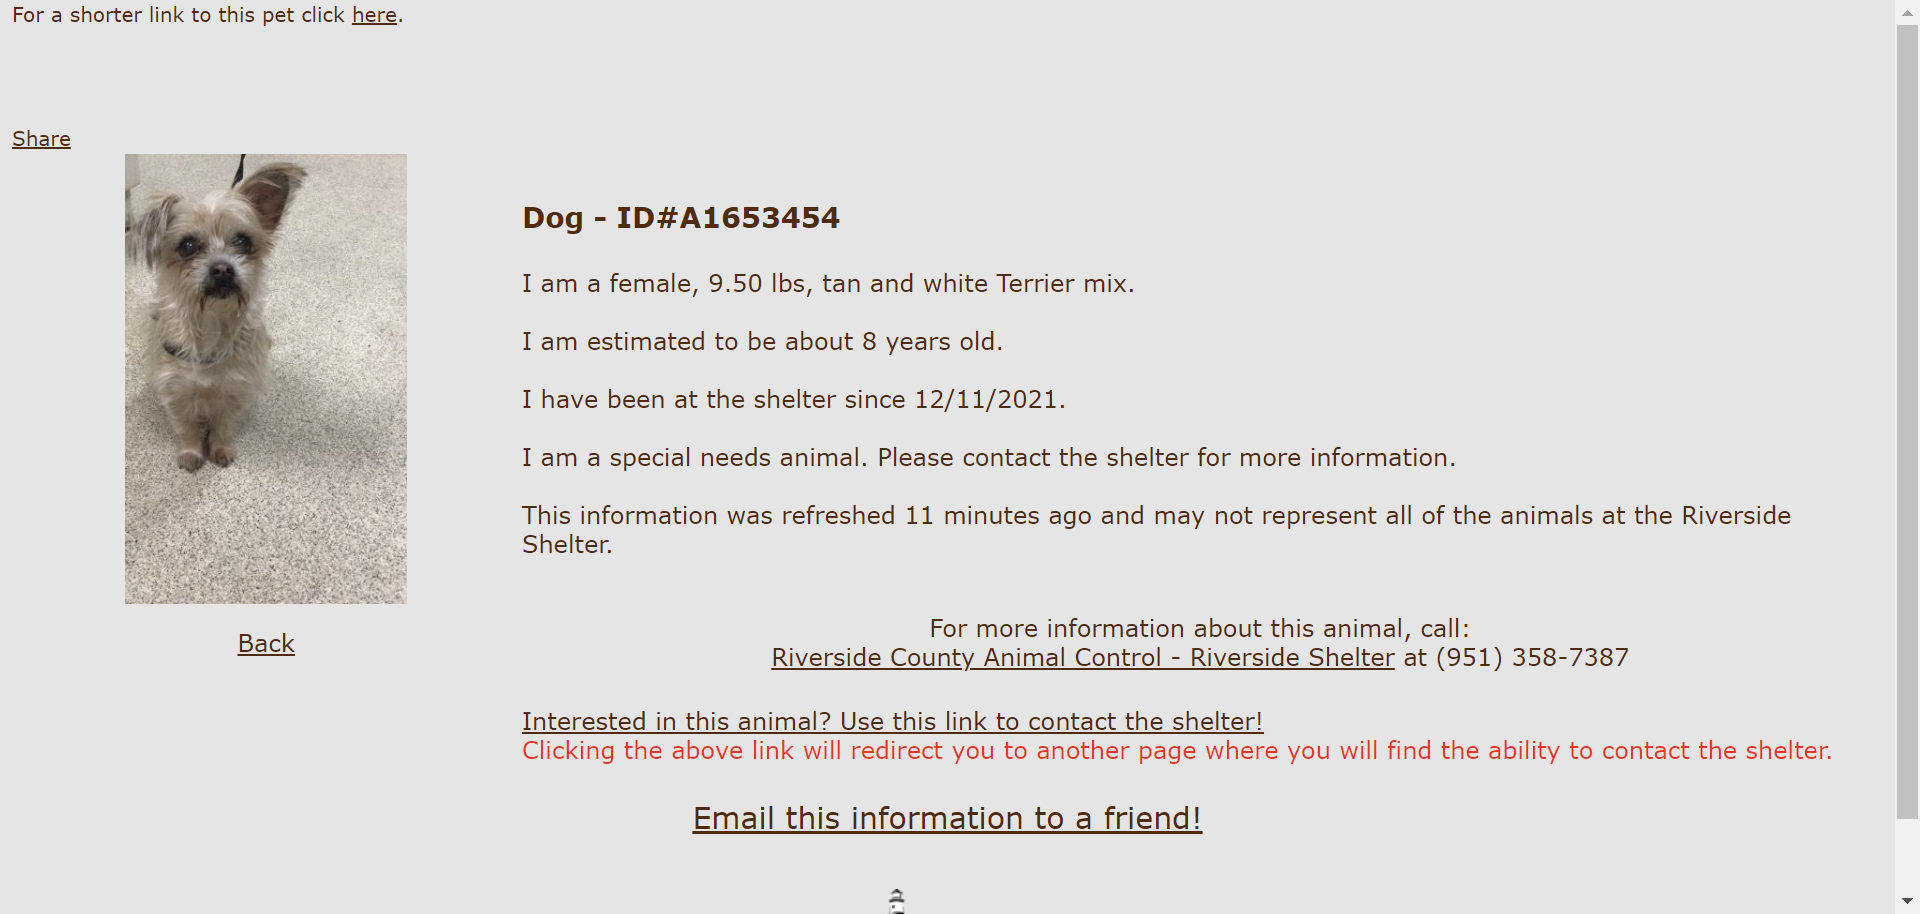 For a shorter link to this pet click here.
Share
Dog - ID#A1653454
I am a female, 9.50 lbs, tan and white Terrier mix.
I am estimated to be about 8 years old.
I have been at the shelter since 12/11/2021.
I am a special needs animal. Please contact the shelter for more information.
This information was refreshed 11 minutes ago and may not represent all of the animals at the Riverside
Shelter.
Back
For more information about this animal, call:
Riverside County Animal Control - Riverside Shelter at (951) 358-7387
Interested in this animal? Use this link to contact the shelter!
Clicking the above link will redirect you to another page where you will find the ability to contact the shelter.
Email this information to a friend!